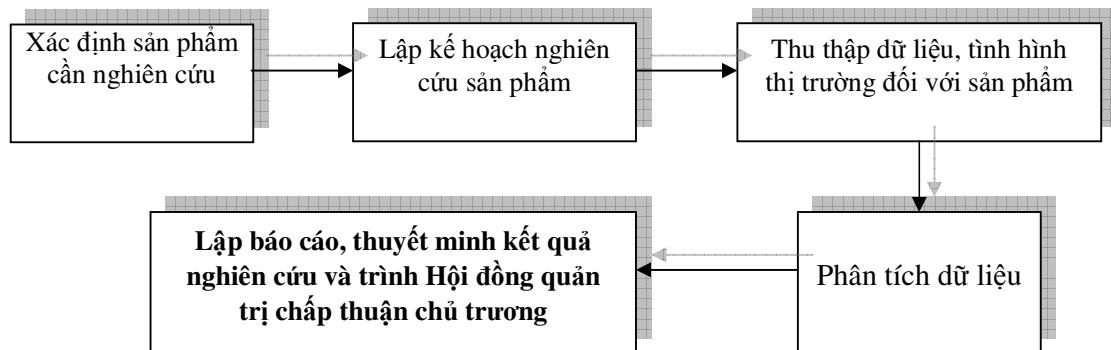 Xác định sản phẩm
cần nghiên cứu
Lập kế hoạch nghiên
cứu sản phẩm
Thu thập dữ liệu, tình hình
thị trường đối với sản phẩm
Phân tích dữ liệu
Lập báo cáo, thuyết minh kết quả
nghiên cứu và trình Hội đồng quản
trị chấp thuận chủ trương